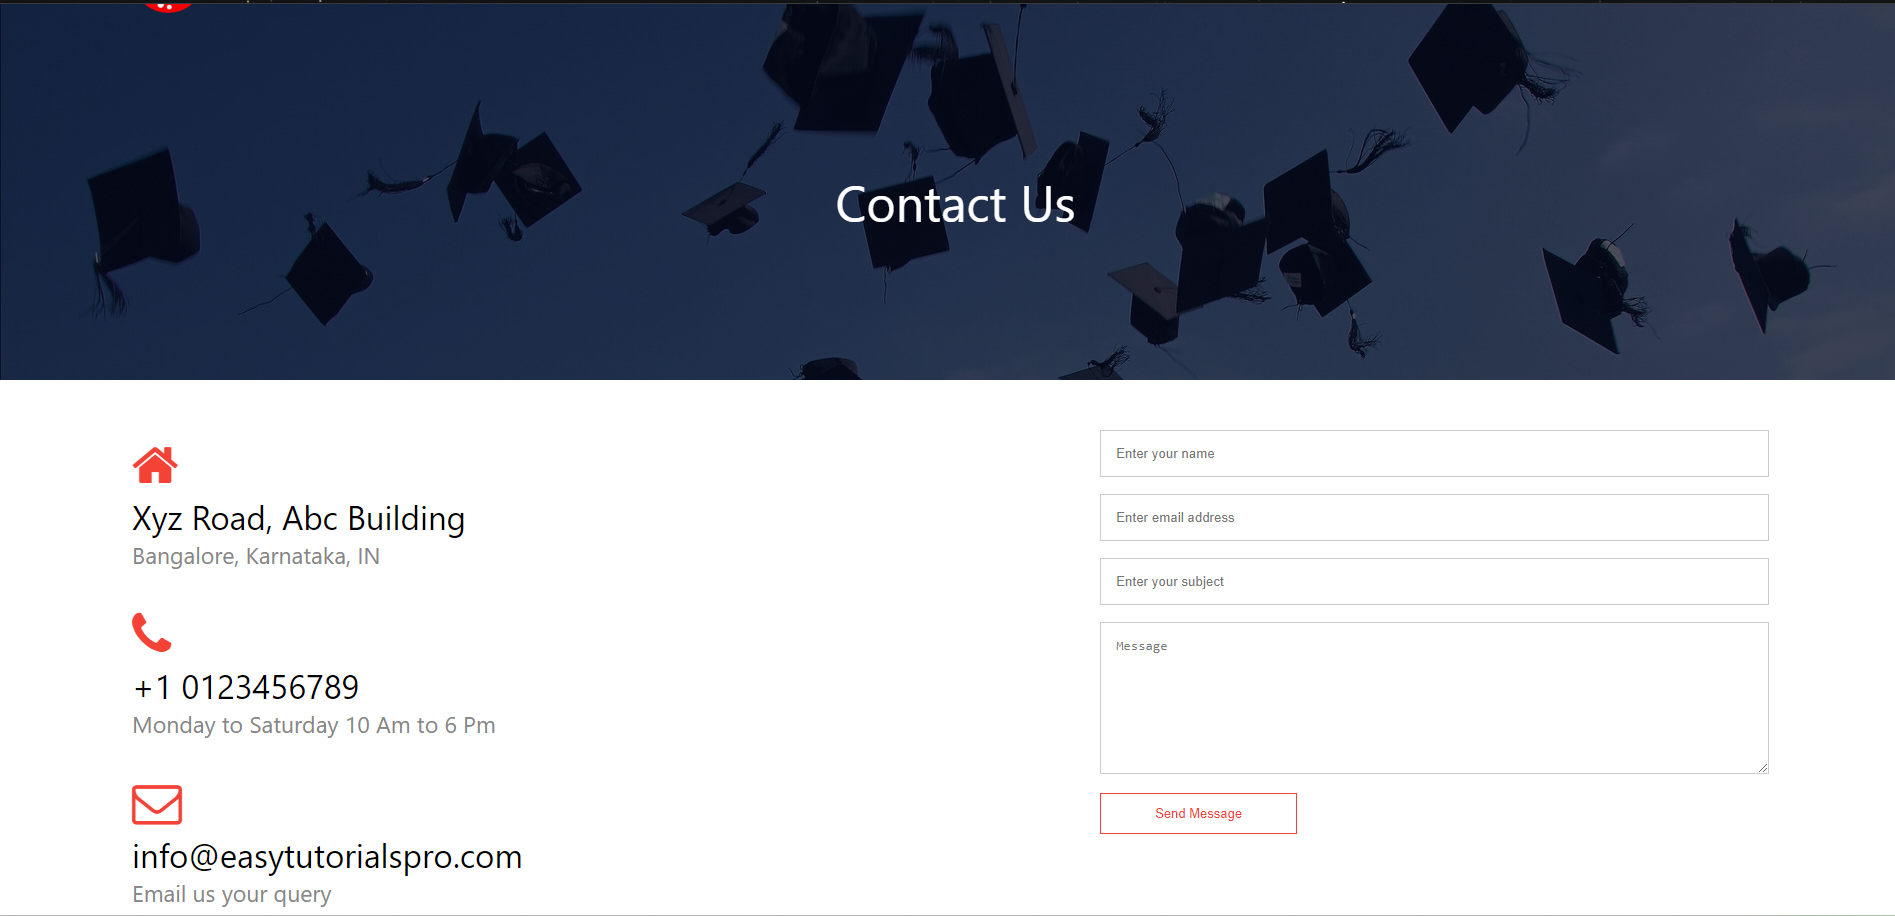 Contact Us
Xyz Road, Abc Building
Bangalore, Karnataka, IN
+1 0123456789
Monday to Saturday 10 Am to 6 Pm
info@easytutorialspro.com
Email us your query
Enter your name
Enter email address
Enter your subject
Message
Send Message